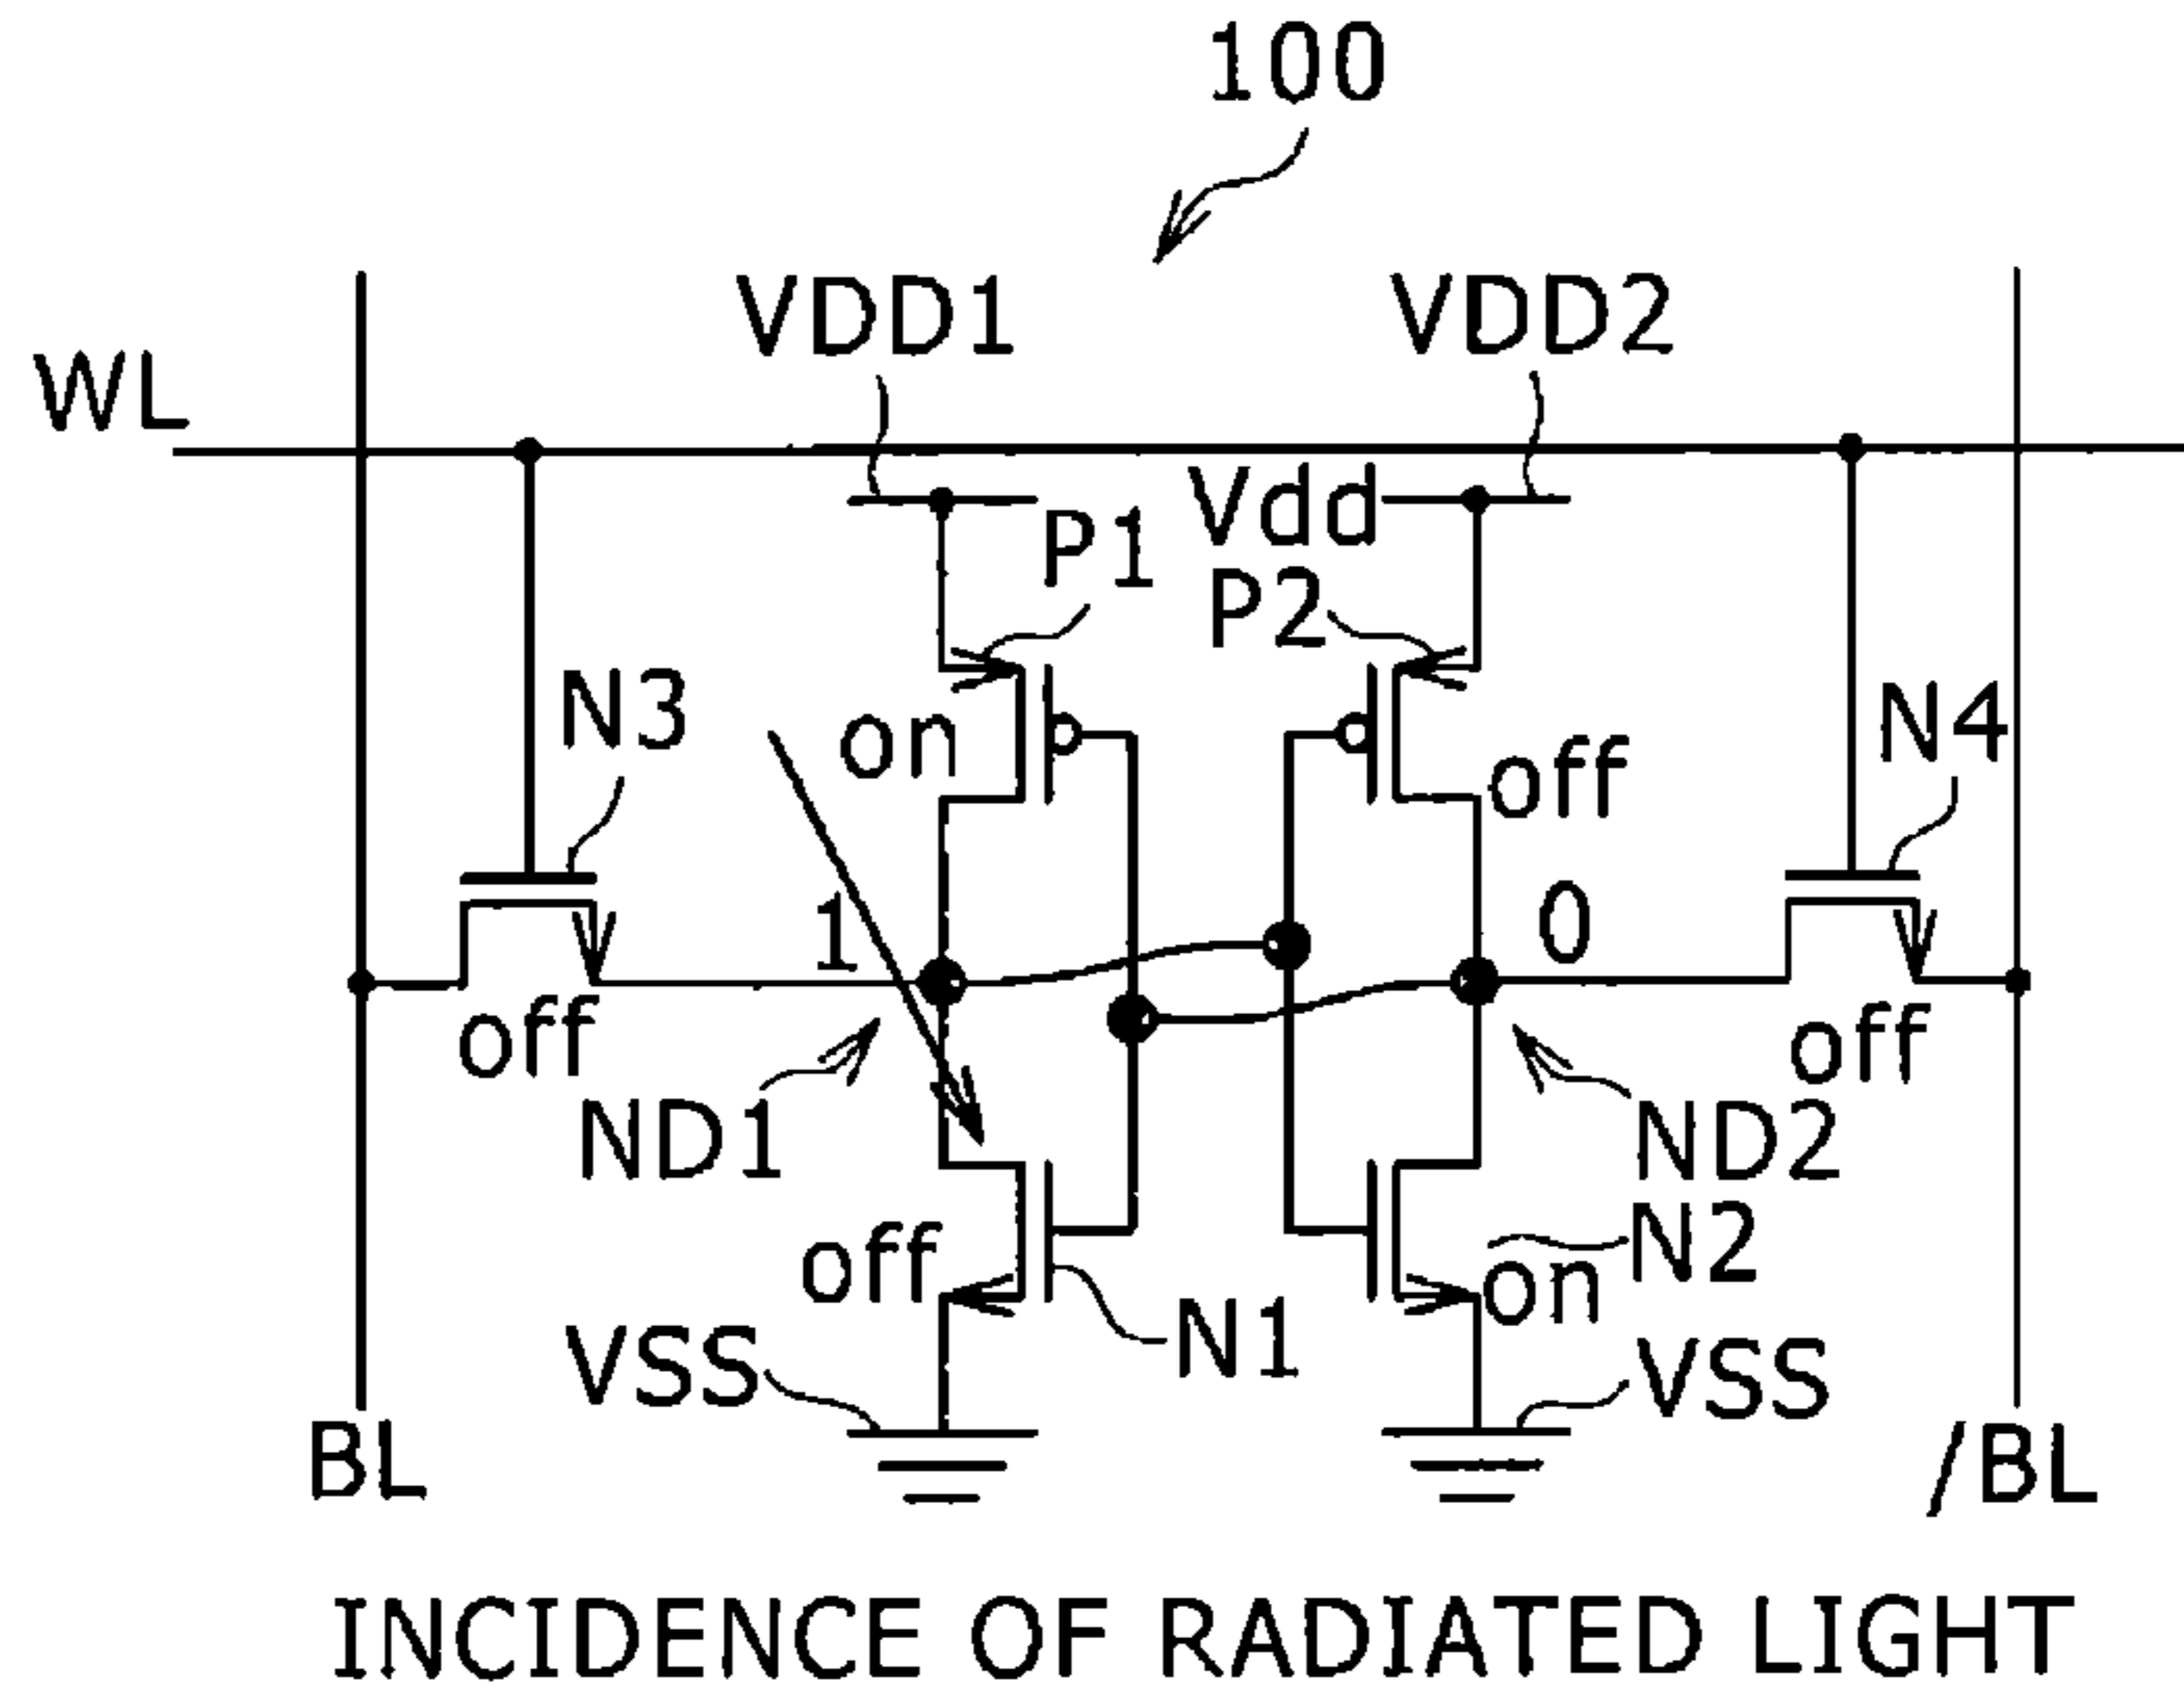 100
VDD1 VDD2
WL
Vdd
P1
P2
N3 N4
on off
1 0
off off
ND1 ND2
N2
off on
N1
VSS VSS
BL /BL
INCIDENCE OF RADIATED LIGHT